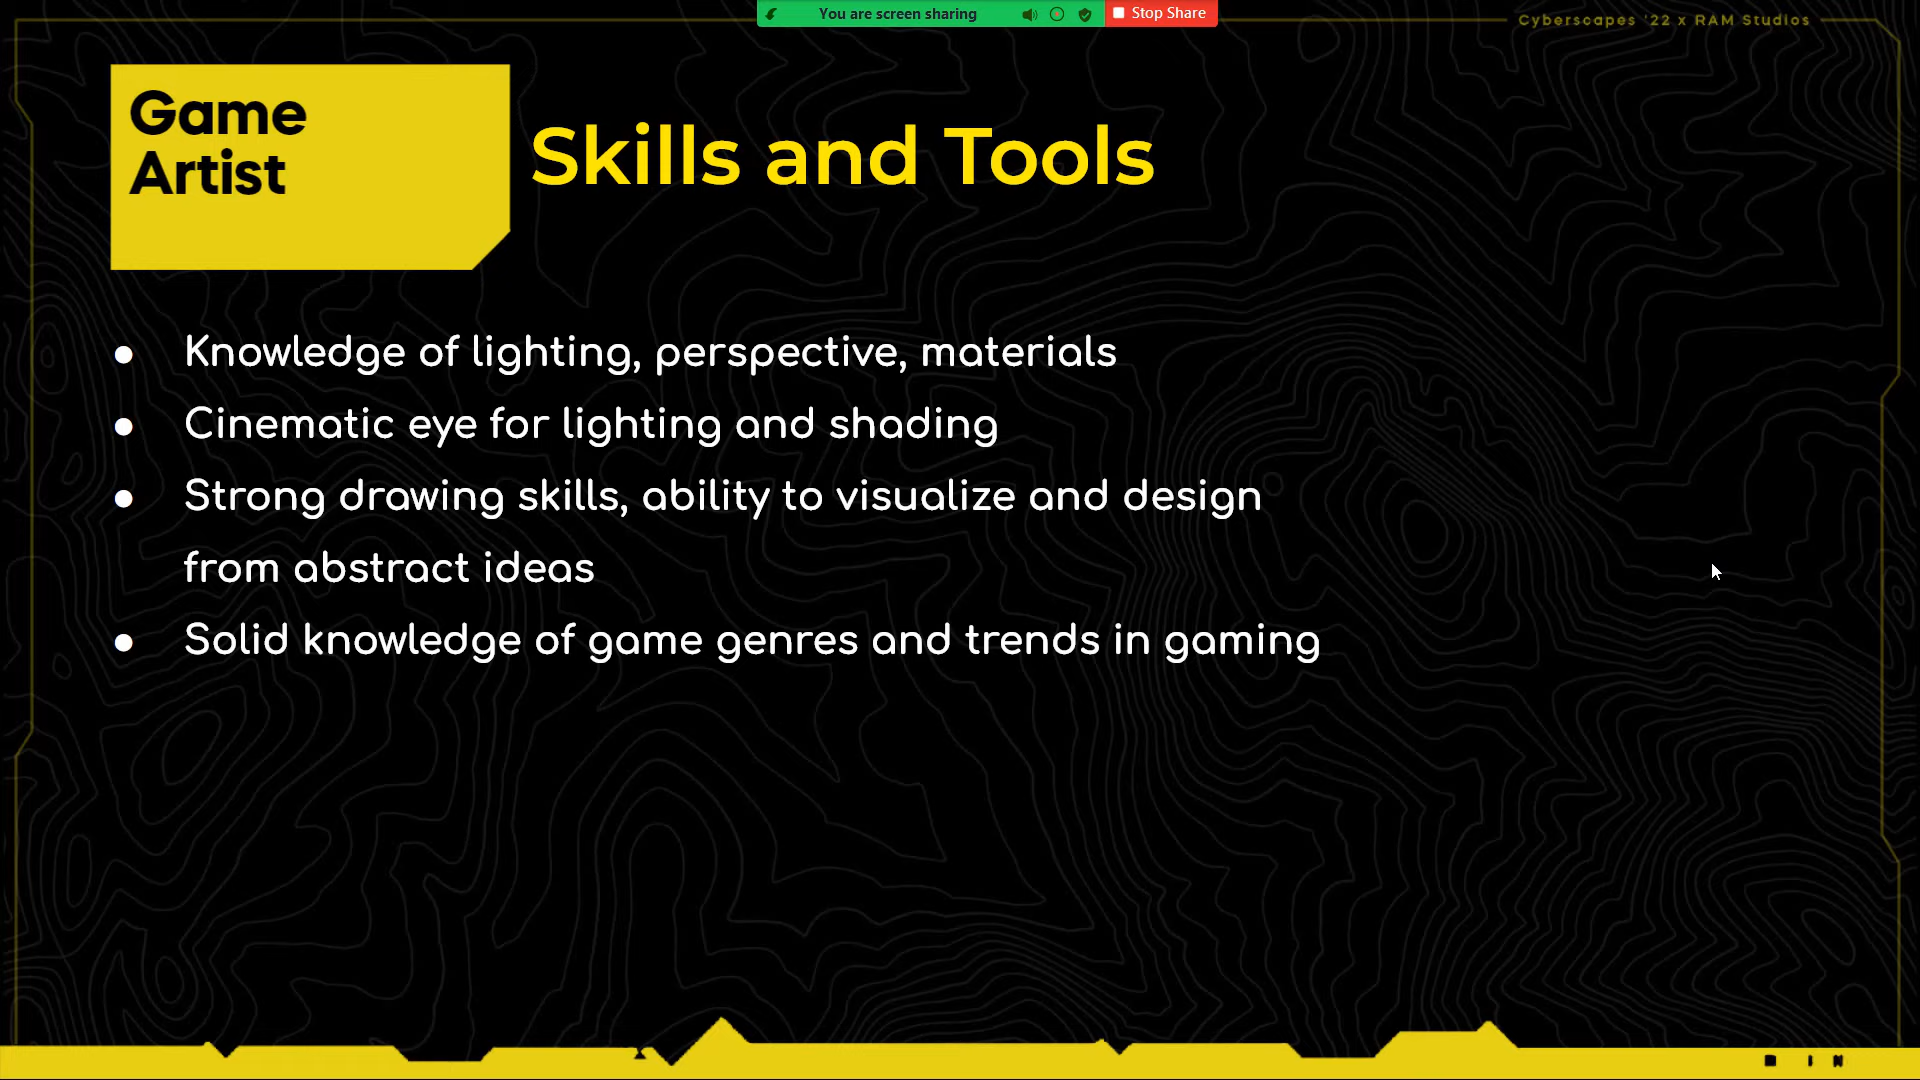 You are screen sharing
Stop Share
Cyberscapes '22 x RAM Studios
Game
Artist
Skills and Tools
● Knowledge of lighting, perspective, materials
● Cinematic eye for lighting and shading
● Strong drawing skills, ability to visualize and design
from abstract ideas
● Solid knowledge of game genres and trends in gaming